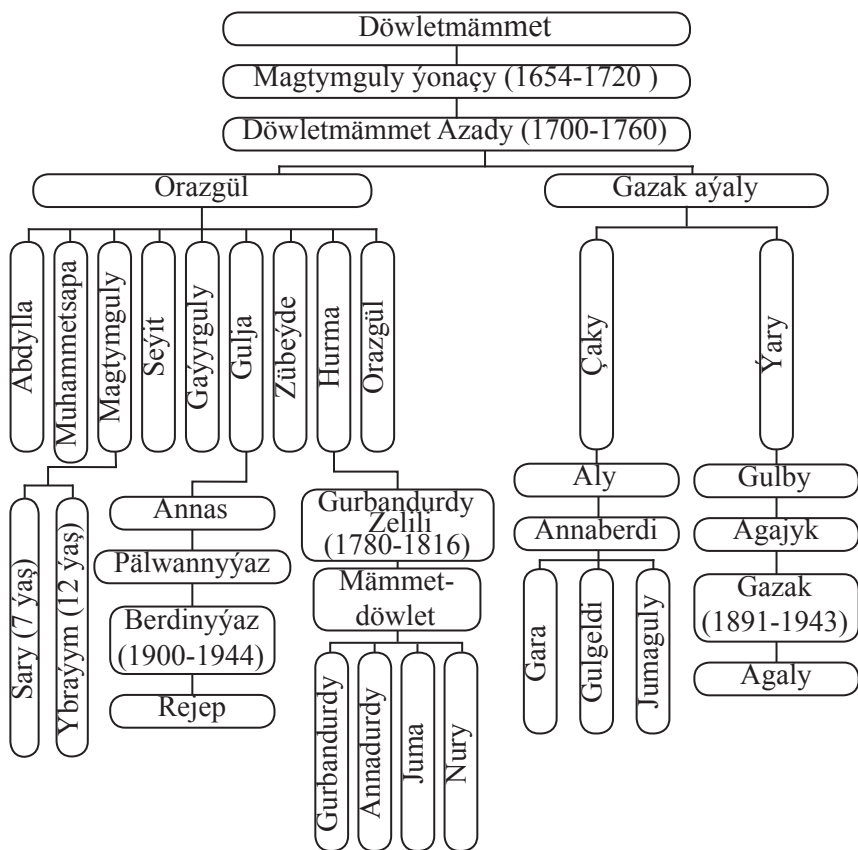 Döwletmämmet
Magtymguly ýonaçy (1654-1720 )
Döwletmämmet Azady (1700-1760)
Orazgül
Gazak aýaly
Abdylla
Muhammetsapa
Magtymguly
Seýit
Gaýyrguly
Gulja
Zübeýde
Hurma
Orazgül
Çaky
Ýary
Sary (7 ýaş)
Ybraýym (12 ýaş)
Annas
Pälwannyýaz
Berdinyýaz
(1900-1944)
Rejep
Gurbandurdy
Zelili
(1780-1816)
Mämmet-
döwlet
Gurbandurdy
Annadurdy
Juma
Nury
Aly
Annaberdi
Gara
Gulgeldi
Jumaguly
Gulby
Agajyk
Gazak
(1891-1943)
Agaly